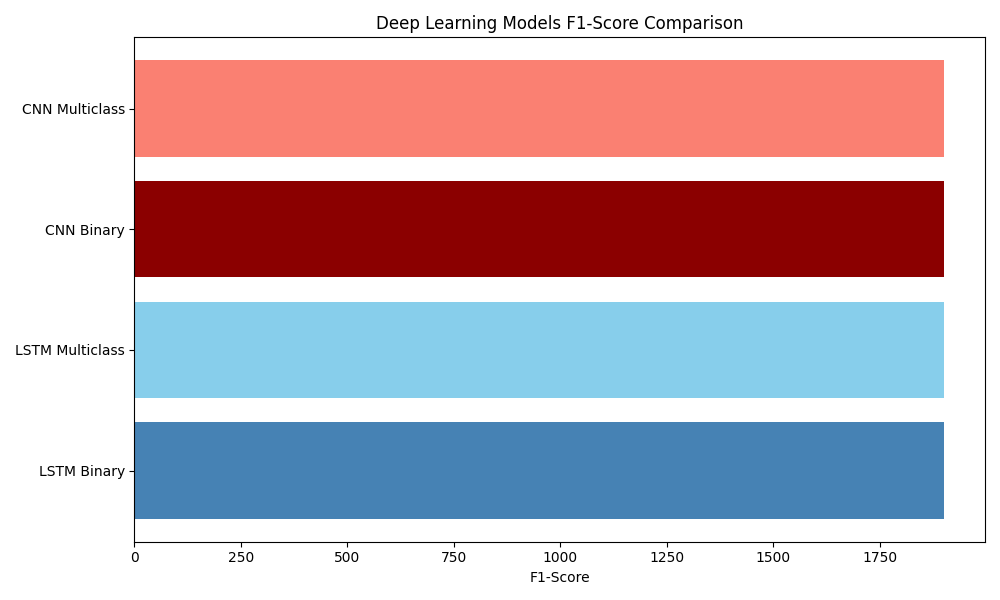 Deep Learning Models F1-Score Comparison
CNN Multiclass
CNN Binary
LSTM Multiclass
LSTM Binary
0 250 500 750 1000 1250 1500 1750
F1-Score